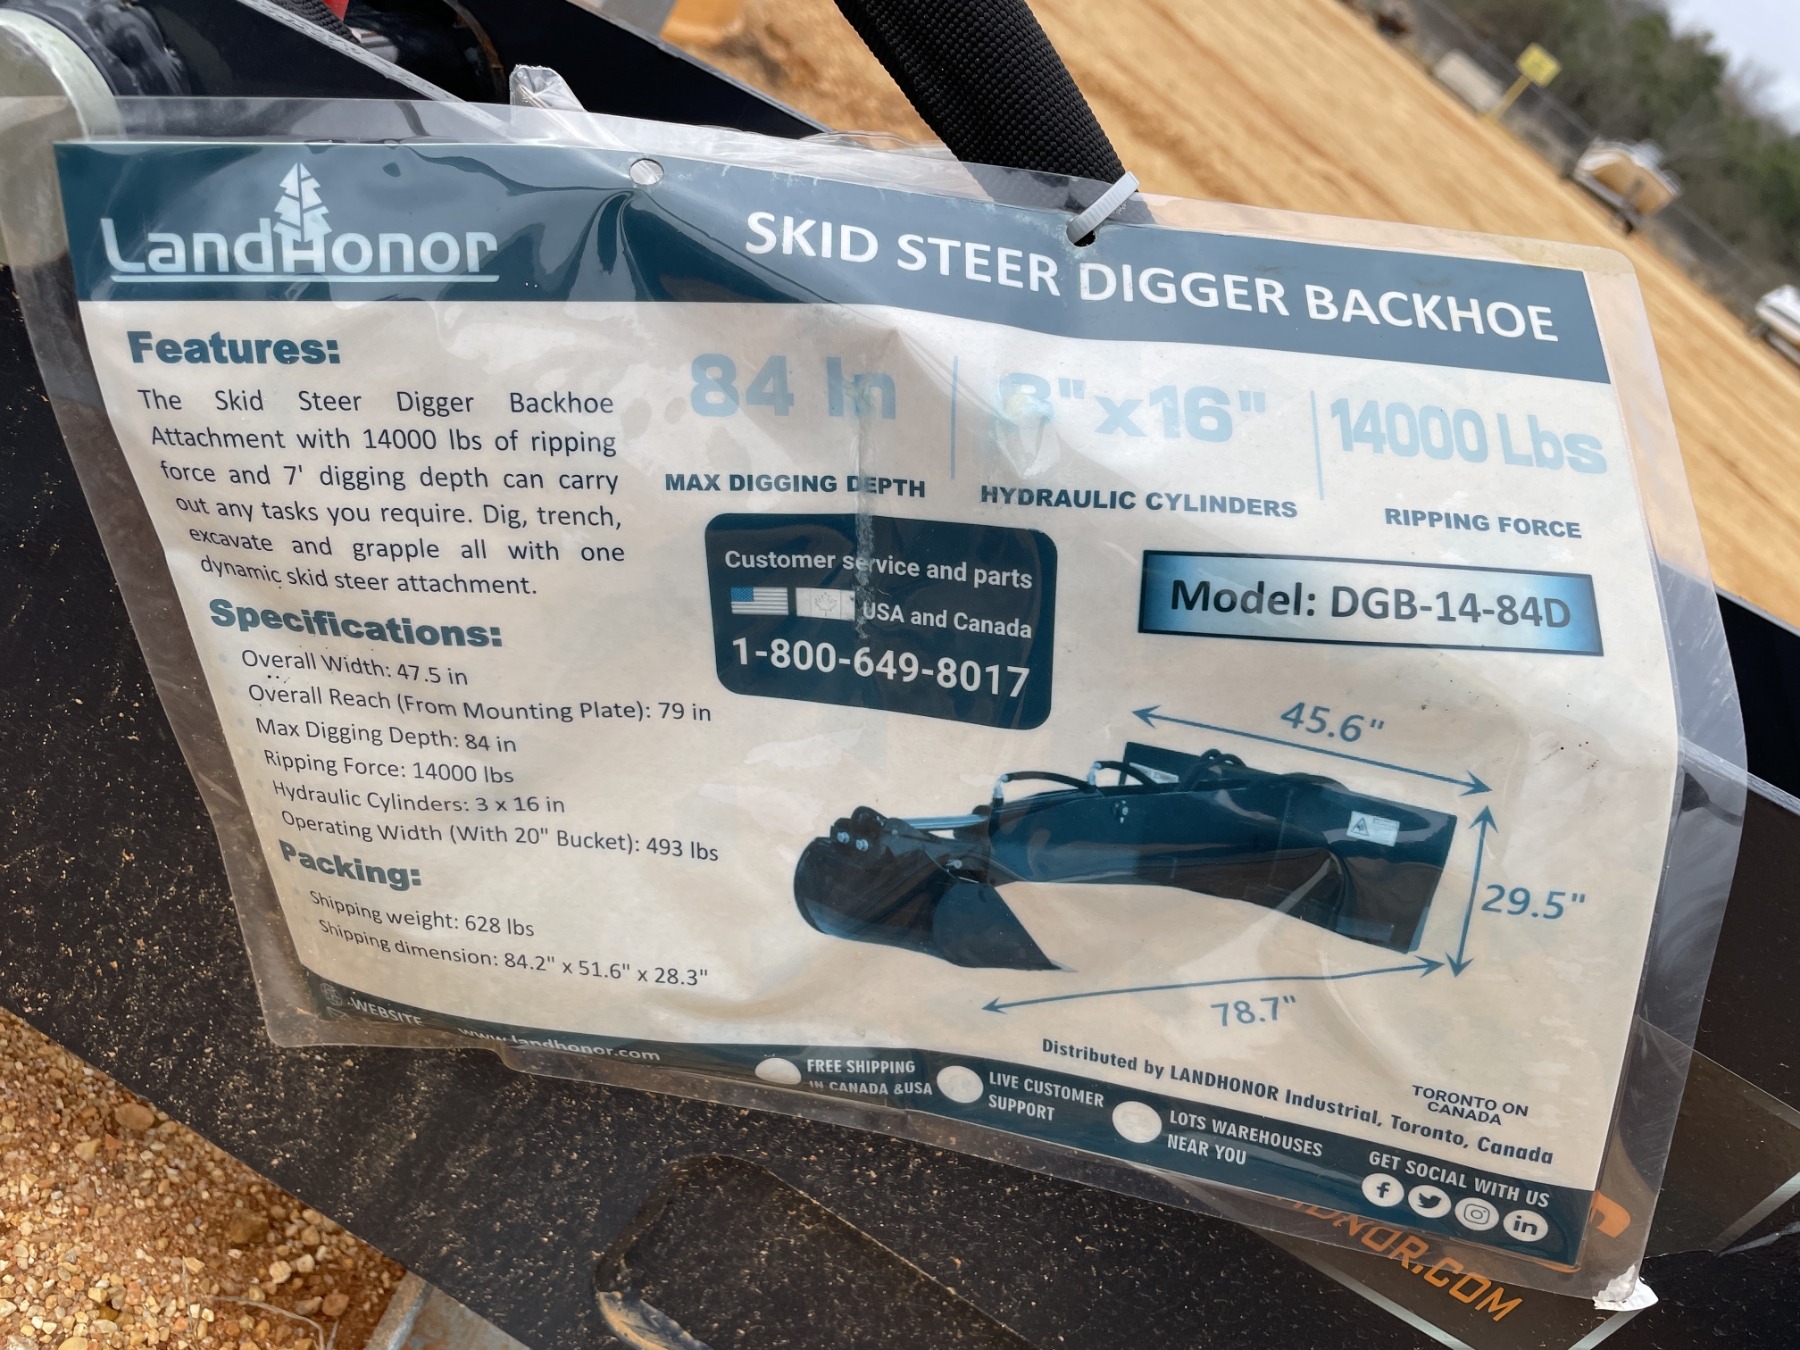 LandHonor
SKID STEER DIGGER BACKHOE
Features:
The Skid Steer Digger Backhoe
Attachment with 14000 lbs of ripping
force and 7' digging depth can carry
out any tasks you require. Dig, trench,
excavate and grapple all with one
dynamic skid steer attachment.
Specifications:
Overall Width: 47.5 in
Overall Reach (From Mounting Plate): 79 in
Max Digging Depth: 84 in
Ripping Force: 14000 lbs
Hydraulic Cylinders: 3 x 16 in
Operating Width (With 20" Bucket): 493 lbs
Packing:
Shipping weight: 628 lbs
Shipping dimension: 84.2" x 51.6" x 28.3"
84 In
MAX DIGGING DEPTH
3"x16"
HYDRAULIC CYLINDERS
14000 Lbs
RIPPING FORCE
Customer service and parts
USA and Canada
1-800-649-8017
Model: DGB-14-84D
45.6"
29.5"
78.7"
Distributed by LANDHONOR Industrial, Toronto, Canada
TORONTO ON
CANADA
WEBSITE www.landhonor.com
FREE SHIPPING
IN CANADA &USA
LIVE CUSTOMER
SUPPORT
LOTS WAREHOUSES
NEAR YOU
GET SOCIAL WITH US
NOR.COM